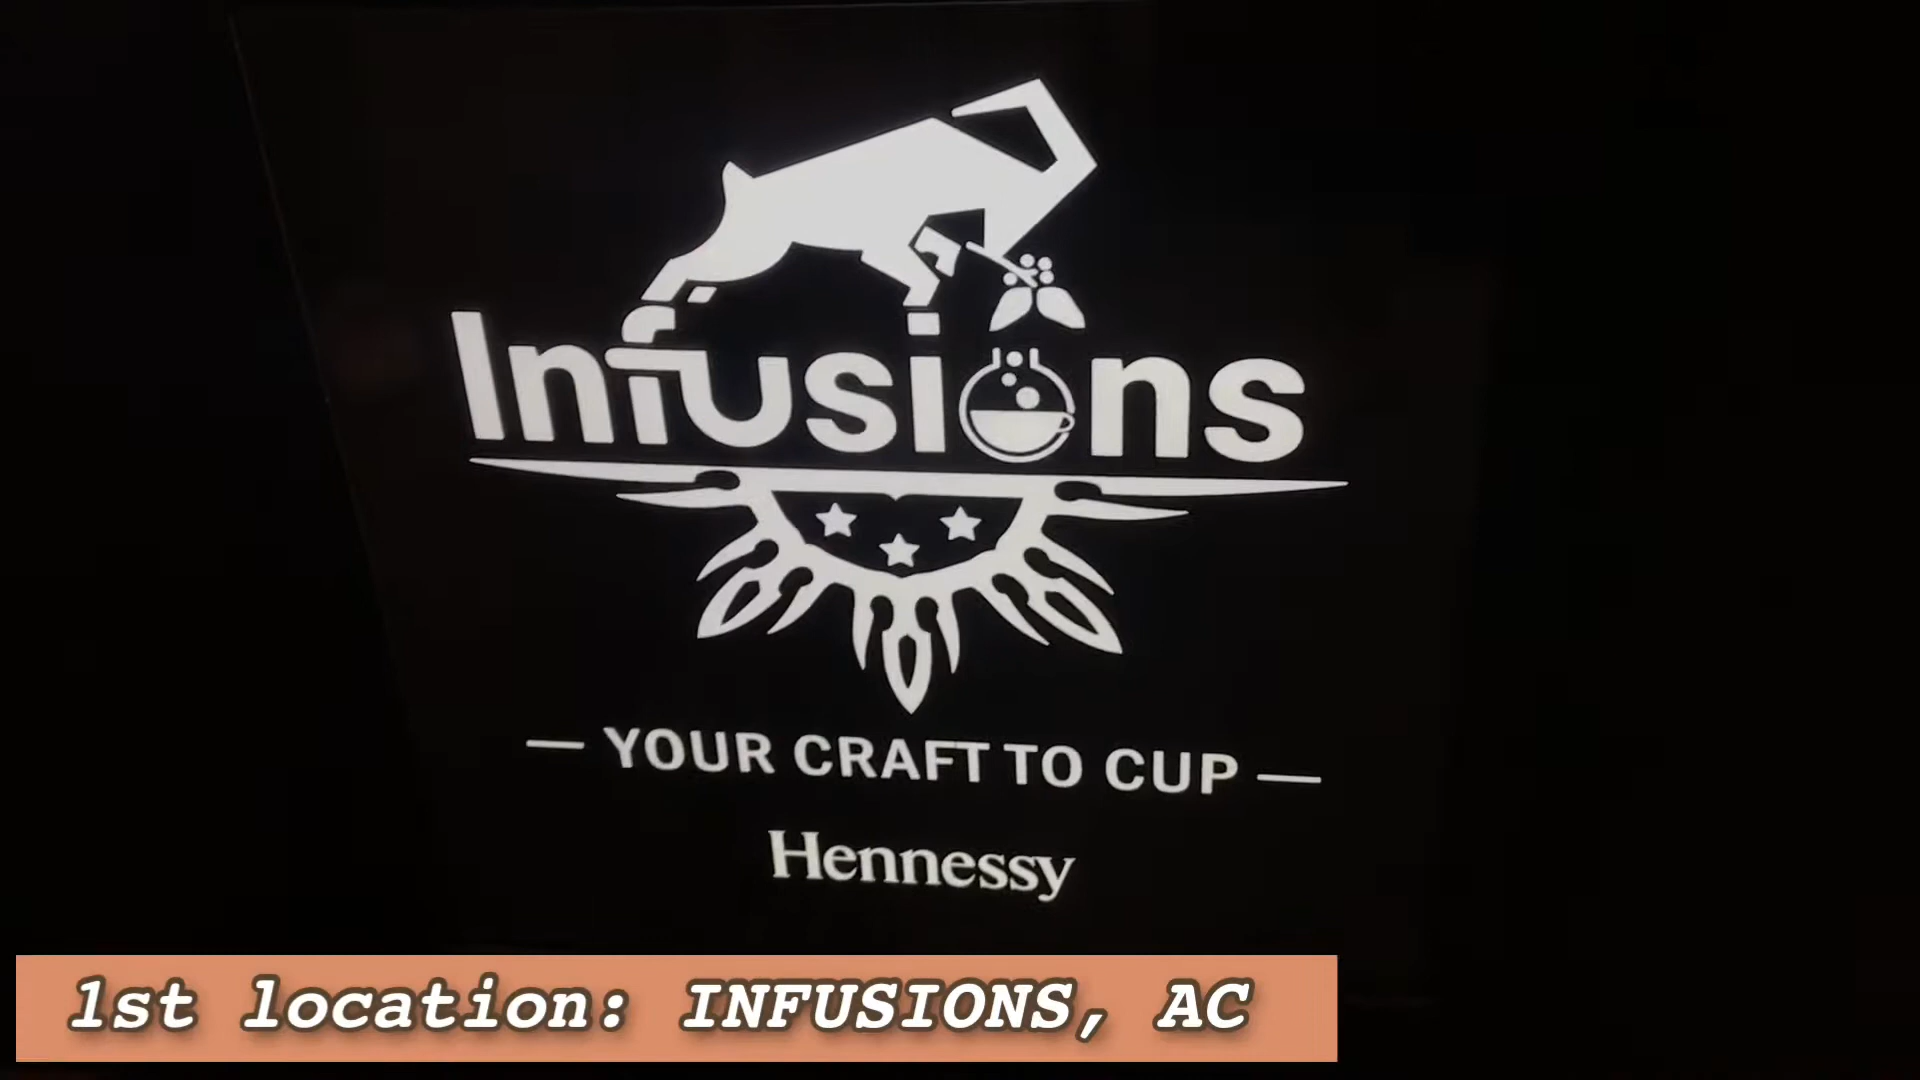 Infusions
— YOUR CRAFT TO CUP —
Hennessy
1st location: INFUSIONS, AC